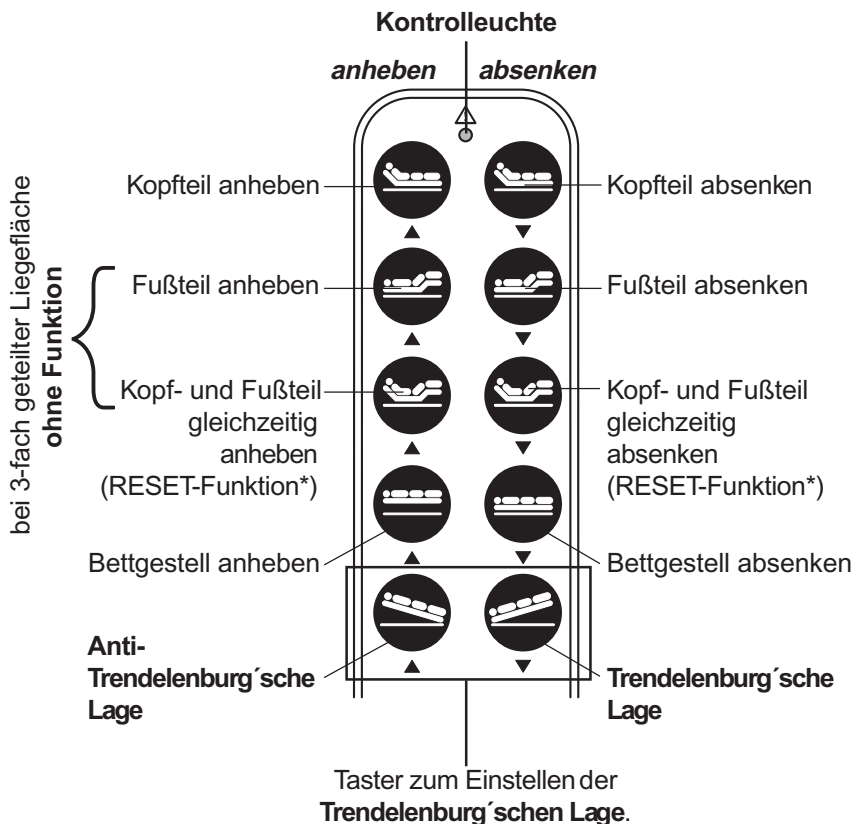 Kontrolleuchte
anheben absenken
Kopfteil anheben
Kopfteil absenken
bei 3-fach geteilter Liegefläche
ohne Funktion
Fußteil anheben
Fußteil absenken
Kopf- und Fußteil
gleichzeitig
anheben
(RESET-Funktion*)
Kopf- und Fußteil
gleichzeitig
absenken
(RESET-Funktion*)
Bettgestell anheben
Bettgestell absenken
Anti-
Trendelenburg´sche
Lage
Trendelenburg´sche
Lage
Taster zum Einstellen der
Trendelenburg´schen Lage.